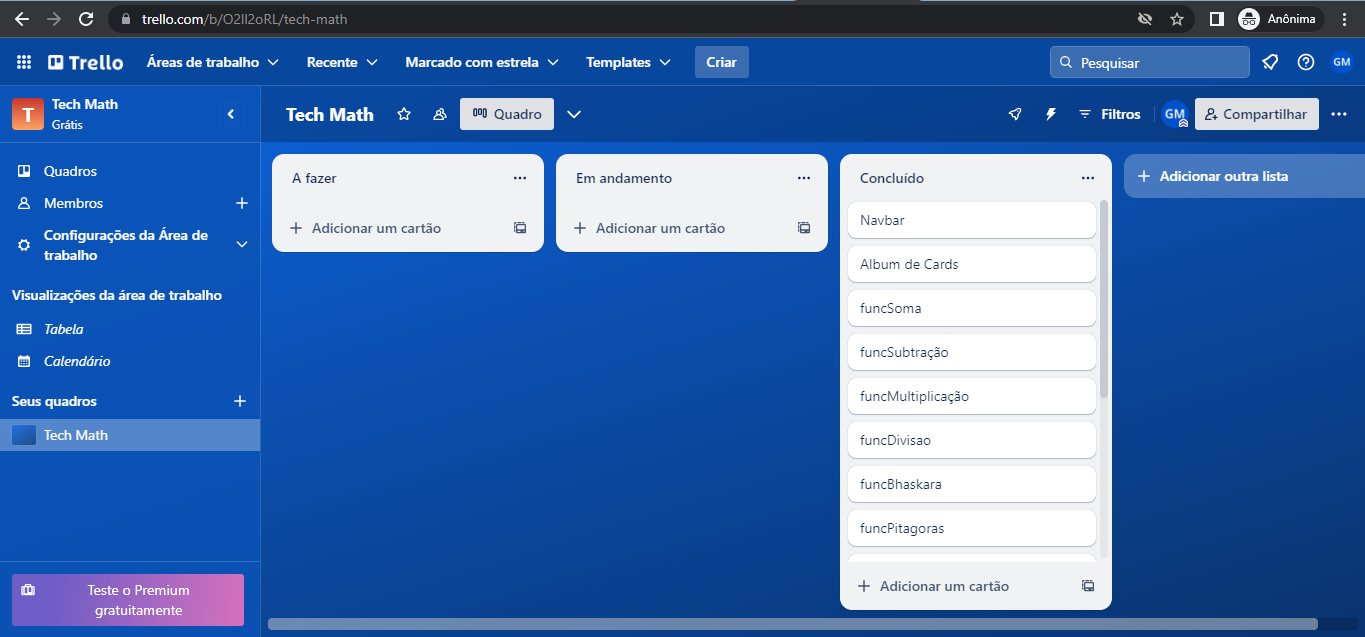 trello.com/b/O2ll2oRL/tech-math
Anônima
Trello
Áreas de trabalho
Recente
Marcado com estrela
Templates
Criar
Pesquisar
GM
T
Tech Math
Grátis
Tech Math
Quadro
Filtros
GM
Compartilhar
Quadros
Membros
Configurações da Área de
trabalho
Visualizações da área de trabalho
Tabela
Calendário
Seus quadros
Tech Math
Teste o Premium
gratuitamente
A fazer
Adicionar um cartão
Em andamento
Adicionar um cartão
Concluído
Navbar
Album de Cards
funcSoma
funcSubtração
funcMultiplicação
funcDivisao
funcBhaskara
funcPitagoras
Adicionar um cartão
Adicionar outra lista